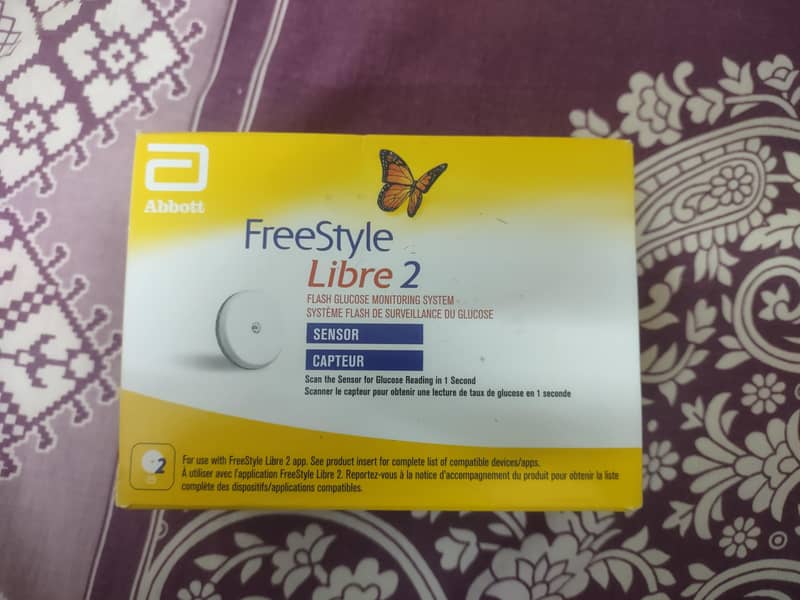 Abbott
FreeStyle
Libre 2
FLASH GLUCOSE MONITORING SYSTEM -
SYSTÈME FLASH DE SURVEILLANCE DU GLUCOSE
SENSOR
CAPTEUR
Scan the Sensor for Glucose Reading in 1 Second
Scanner le capteur pour obtenir une lecture de taux de glucose en 1 seconde
2
For use with FreeStyle Libre 2 app. See product insert for complete list of compatible devices/apps.
À utiliser avec l'application FreeStyle Libre 2. Reportez-vous à la notice d'accompagnement du produit pour obtenir la liste
complète des dispositifs/applications compatibles.